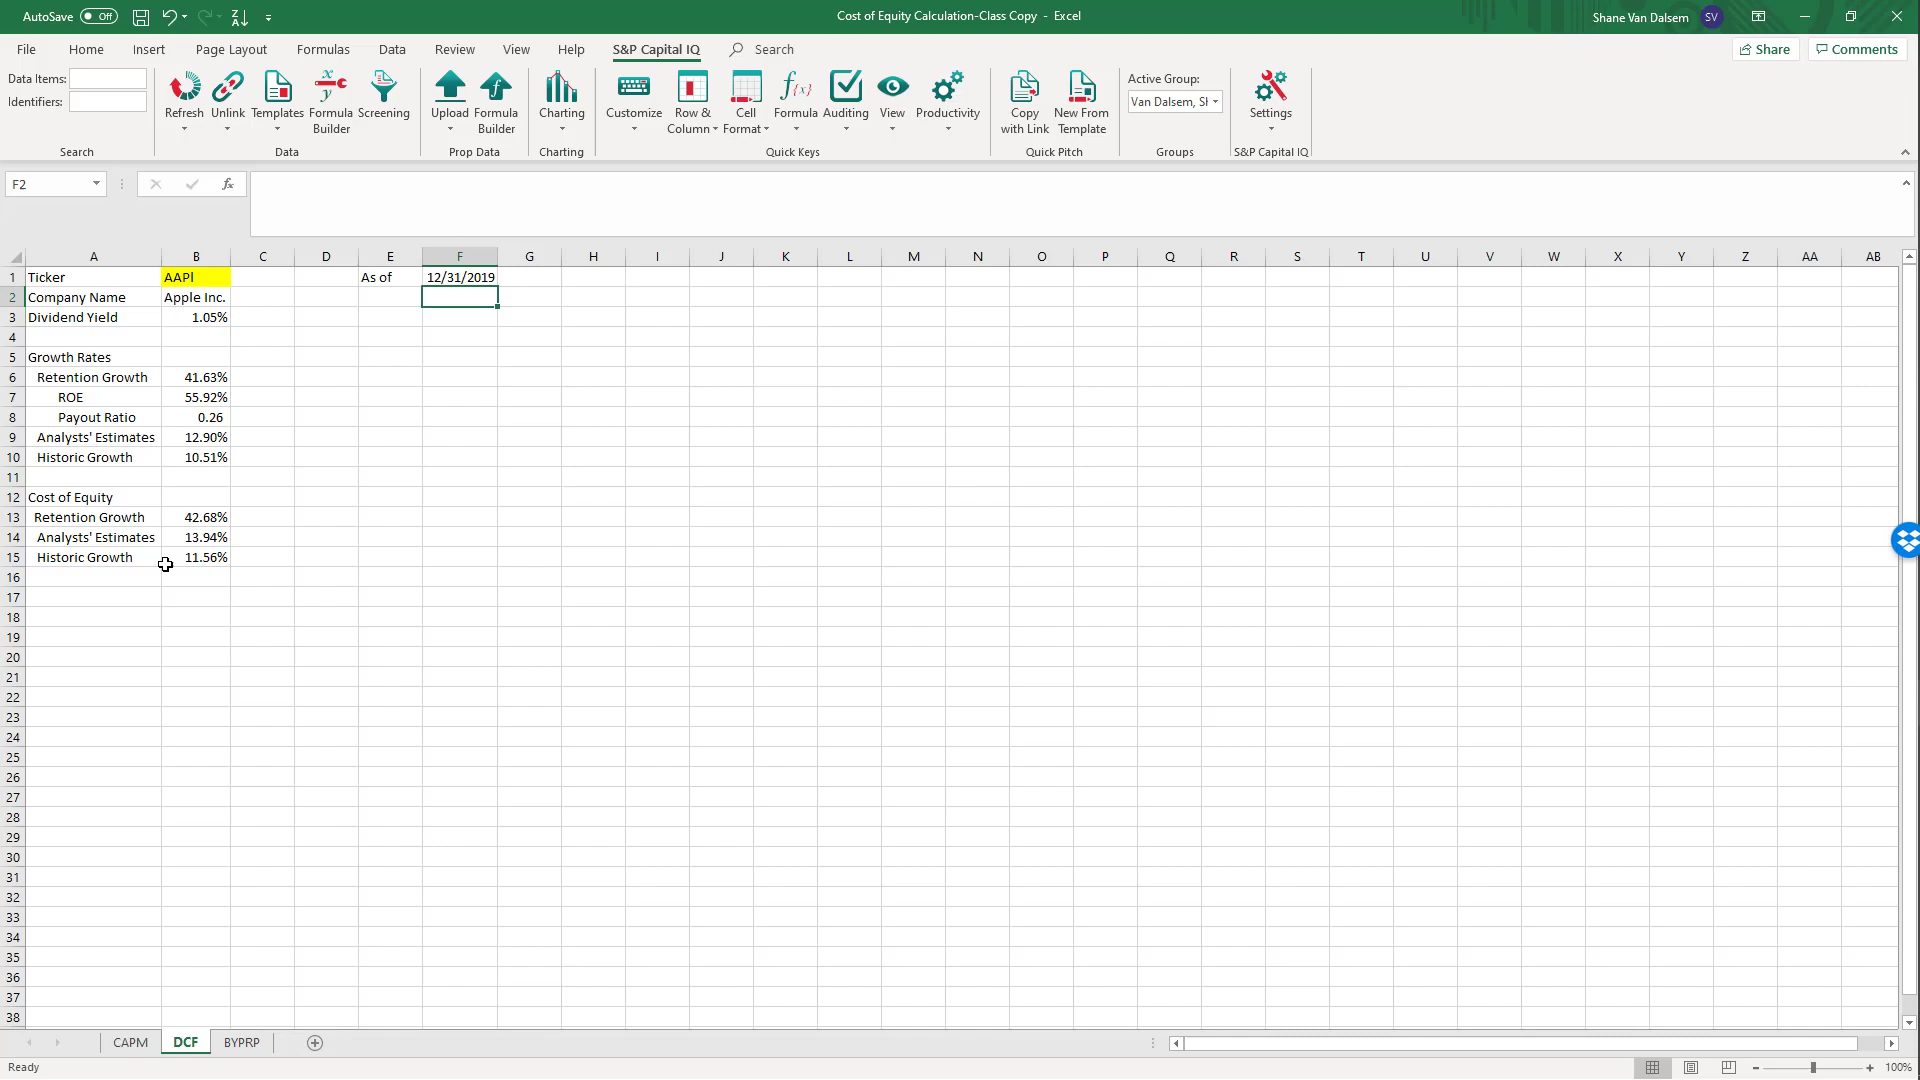 AutoSave Off Cost of Equity Calculation-Class Copy - Excel Shane Van Dalsem SV
File Home Insert Page Layout Formulas Data Review View Help S&P Capital IQ Search Share Comments
Data Items:
Identifiers:
Search
Refresh Unlink Templates Formula Builder Screening
Data
Upload Formula Builder
Prop Data
Charting
Charting
Customize Row & Column Cell Format Formula Auditing View Productivity
Quick Keys
Copy with Link New From Template
Quick Pitch
Active Group:
Van Dalsem, Sh
Groups
Settings
S&P Capital IQ
F2 fx
A B C D E F G H I J K L M N O P Q R S T U V W X Y Z AA AB
1 Ticker AAPl As of 12/31/2019
2 Company Name Apple Inc.
3 Dividend Yield 1.05%
4
5 Growth Rates
6 Retention Growth 41.63%
7 ROE 55.92%
8 Payout Ratio 0.26
9 Analysts' Estimates 12.90%
10 Historic Growth 10.51%
11
12 Cost of Equity
13 Retention Growth 42.68%
14 Analysts' Estimates 13.94%
15 Historic Growth 11.56%
16
17
18
19
20
21
22
23
24
25
26
27
28
29
30
31
32
33
34
35
36
37
38
CAPM DCF BYPRP
Ready 100%